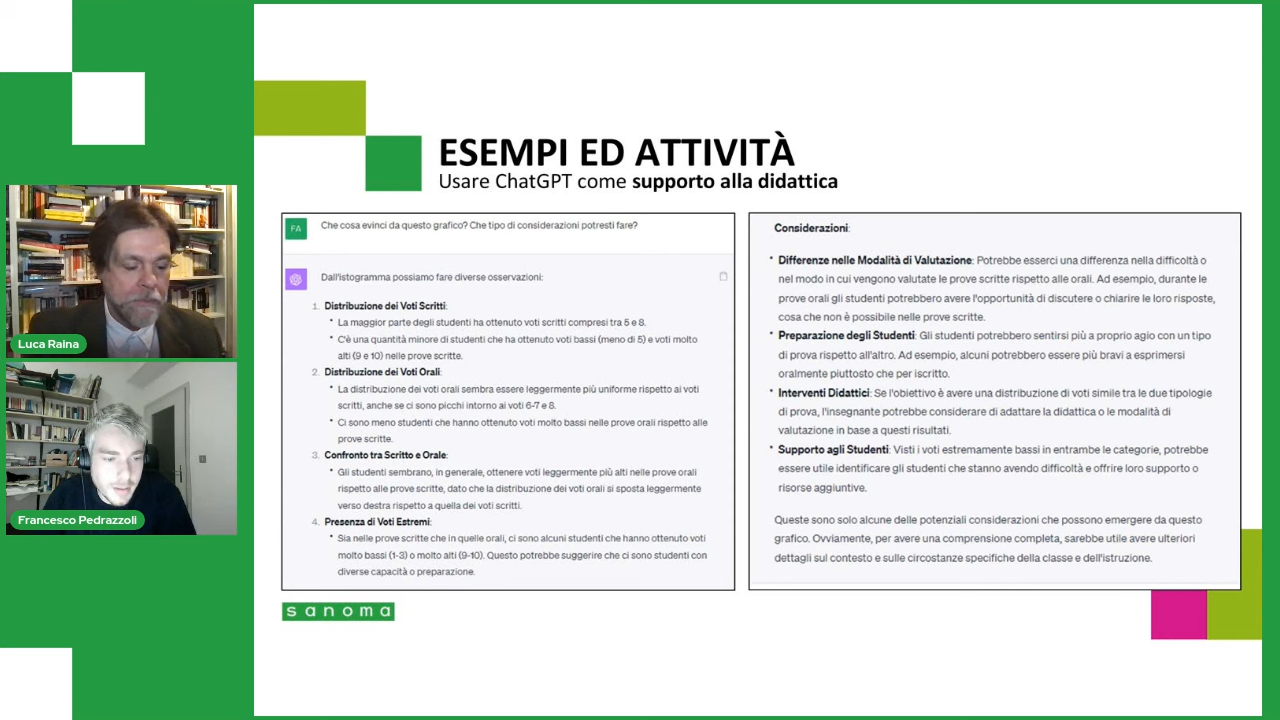 ESEMPI ED ATTIVITÀ
Usare ChatGPT come supporto alla didattica
FA
Che cosa evinci da questo grafico? Che tipo di considerazioni potresti fare?
Dall'istogramma possiamo fare diverse osservazioni:
1. Distribuzione dei Voti Scritti:
• La maggior parte degli studenti ha ottenuto voti scritti compresi tra 5 e 8.
• C'è una quantità minore di studenti che ha ottenuto voti bassi (meno di 5) e voti molto
alti (9 e 10) nelle prove scritte.
2. Distribuzione dei Voti Orali:
• La distribuzione dei voti orali sembra essere leggermente più uniforme rispetto ai voti
scritti, anche se ci sono picchi intorno ai voti 6-7 e 8.
• Ci sono meno studenti che hanno ottenuto voti molto bassi nelle prove orali rispetto alle
prove scritte.
3. Confronto tra Scritto e Orale:
• Gli studenti sembrano, in generale, ottenere voti leggermente più alti nelle prove orali
rispetto alle prove scritte, dato che la distribuzione dei voti orali si sposta leggermente
verso destra rispetto a quella dei voti scritti.
4. Presenza di Voti Estremi:
• Sia nelle prove scritte che in quelle orali, ci sono alcuni studenti che hanno ottenuto voti
molto bassi (1-3) o molto alti (9-10). Questo potrebbe suggerire che ci sono studenti con
diverse capacità o preparazione.
Considerazioni:
• Differenze nelle Modalità di Valutazione: Potrebbe esserci una differenza nella difficoltà o
nel modo in cui vengono valutate le prove scritte rispetto alle orali. Ad esempio, durante le
prove orali gli studenti potrebbero avere l'opportunità di discutere o chiarire le loro risposte,
cosa che non è possibile nelle prove scritte.
• Preparazione degli Studenti: Gli studenti potrebbero sentirsi più a proprio agio con un tipo
di prova rispetto all'altro. Ad esempio, alcuni potrebbero essere più bravi a esprimersi
oralmente piuttosto che per iscritto.
• Interventi Didattici: Se l'obiettivo è avere una distribuzione di voti simile tra le due tipologie
di prova, l'insegnante potrebbe considerare di adattare la didattica o le modalità di
valutazione in base a questi risultati.
• Supporto agli Studenti: Visti i voti estremamente bassi in entrambe le categorie, potrebbe
essere utile identificare gli studenti che stanno avendo difficoltà e offrire loro supporto o
risorse aggiuntive.
Queste sono solo alcune delle potenziali considerazioni che possono emergere da questo
grafico. Ovviamente, per avere una comprensione completa, sarebbe utile avere ulteriori
dettagli sul contesto e sulle circostanze specifiche della classe e dell'istruzione.
Luca Raina
Francesco Pedrazzoli
sanoma